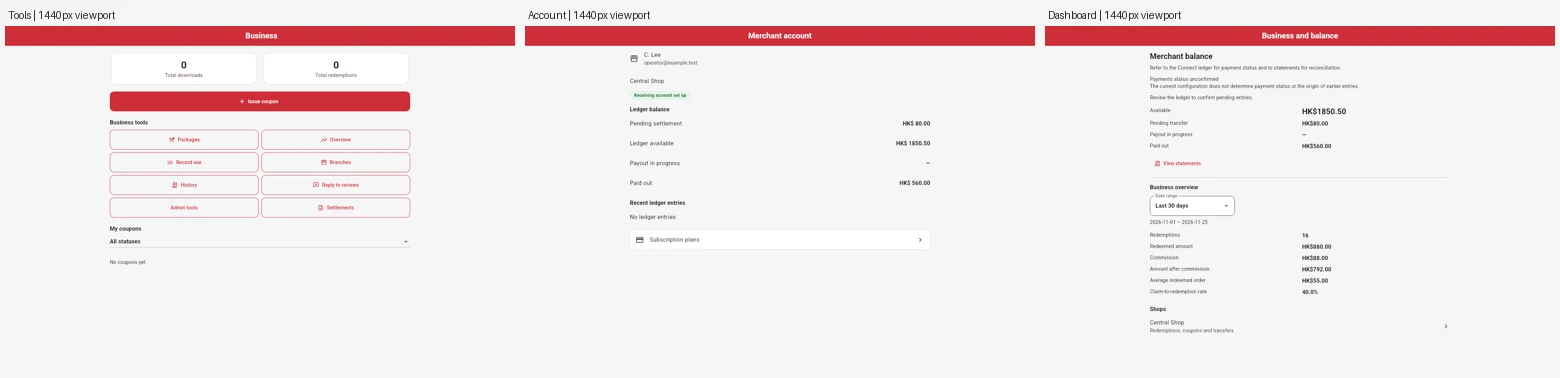 Tools | 1440px viewport
Business
0
Total downloads
0
Total redemptions
+ Issue coupon
Business tools
Packages
Overview
Record use
Branches
History
Reply to reviews
Admin tools
Settlements
My coupons
All statuses
No coupons yet.
Account | 1440px viewport
Merchant account
C. Lee
operator@example.test
Central Shop
Receiving account set up
Ledger balance
Pending settlement HK$ 80.00
Ledger available HK$ 1850.50
Payout in progress —
Paid out HK$ 560.00
Recent ledger entries
No ledger entries
Subscription plans
Dashboard | 1440px viewport
Business and balance
Merchant balance
Refer to the Connect ledger for payment status and to statements for reconciliation.
Payments status unconfirmed
The current configuration does not determine payment status or the origin of earlier entries.
Review the ledger to confirm pending entries.
Available HK$1850.50
Pending transfer HK$80.00
Payout in progress —
Paid out HK$560.00
View statements
Business overview
Date range
Last 30 days
2026-11-01 – 2026-11-25
Redemptions 16
Redeemed amount HK$880.00
Commission HK$88.00
Amount after commission HK$792.00
Average redeemed order HK$55.00
Claim-to-redemption rate 40.0%
Shops
Central Shop
Redemptions, coupons and transfers